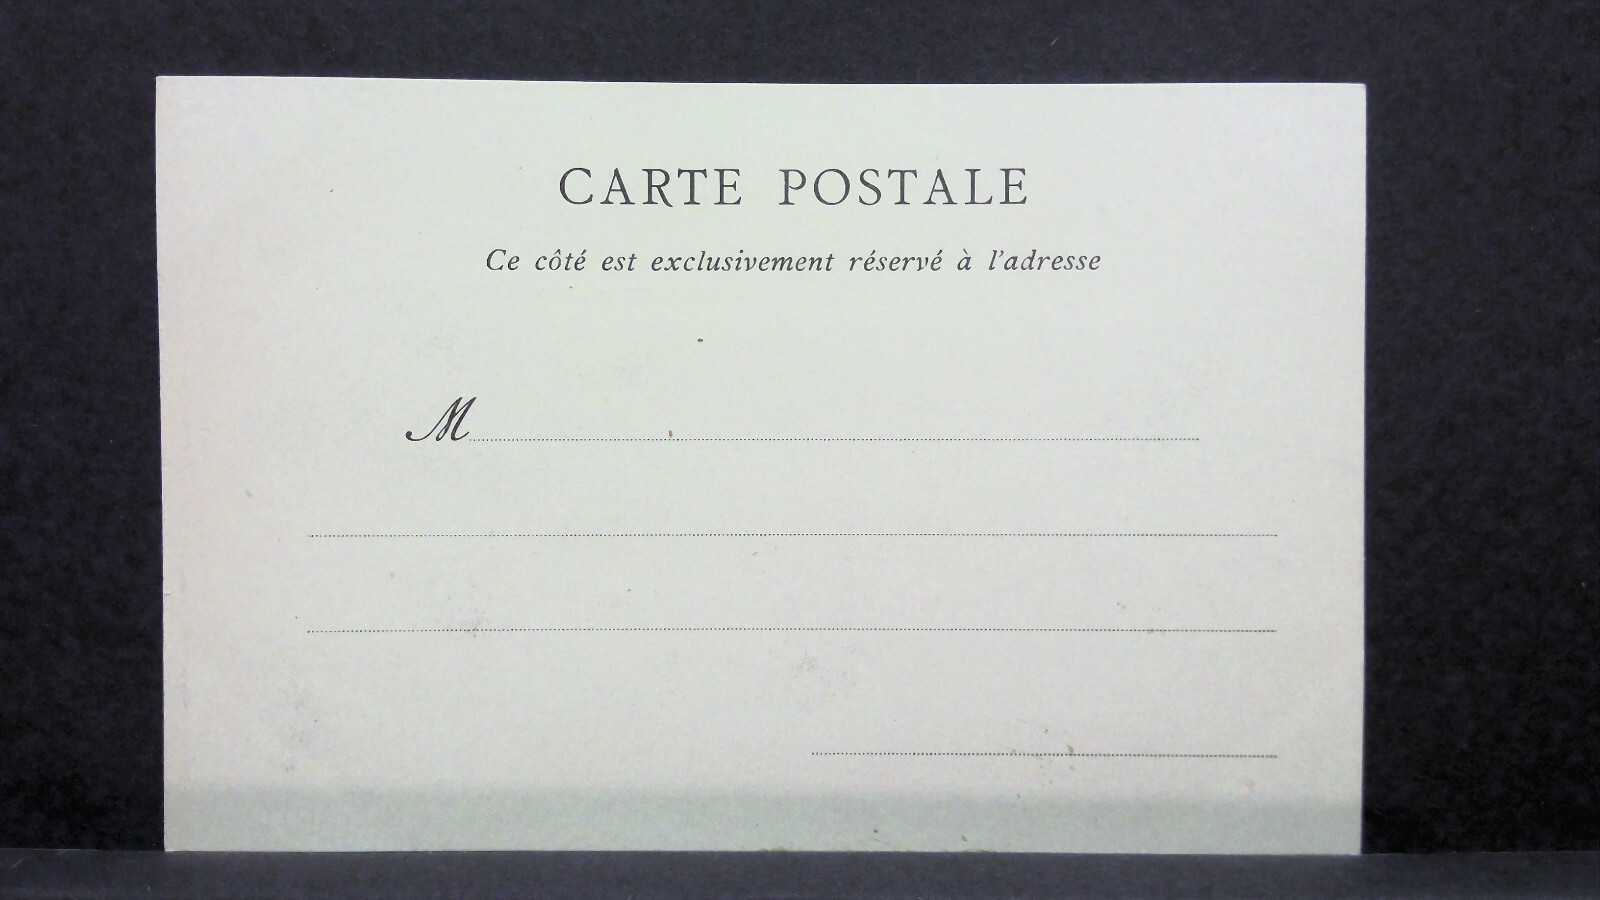 CARTE POSTALE
Ce côté est exclusivement réservé à l'adresse
M